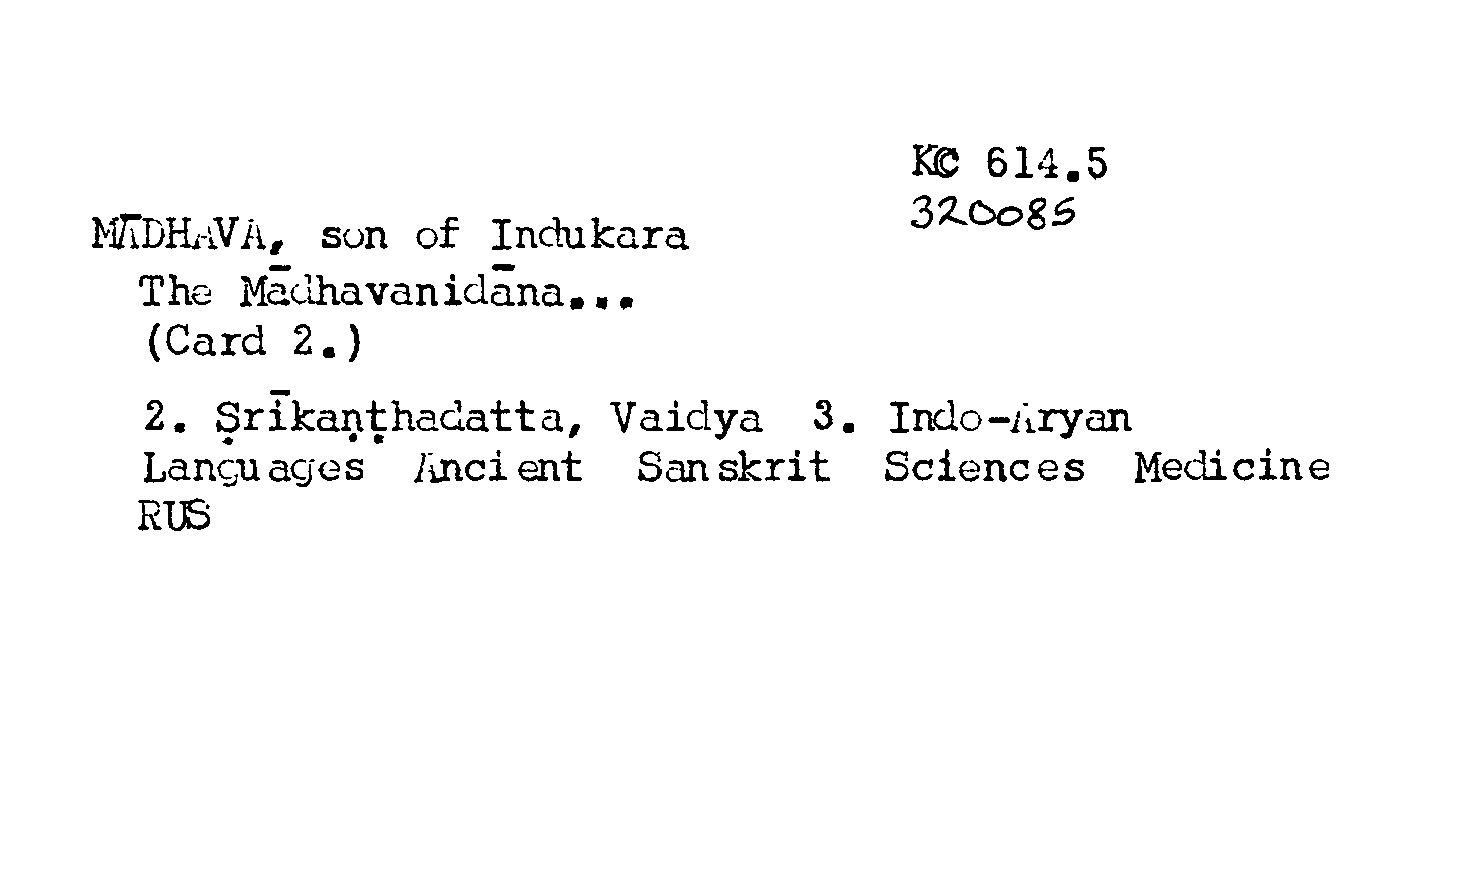 KC 614.5
320085
MĀDHAVA, son of Indukara
The Mādhavanidāna...
(Card 2.)
2. Ṣrīkaṇṭhadatta, Vaidya 3. Indo-Aryan
Languages Ancient Sanskrit Sciences Medicine
RUS